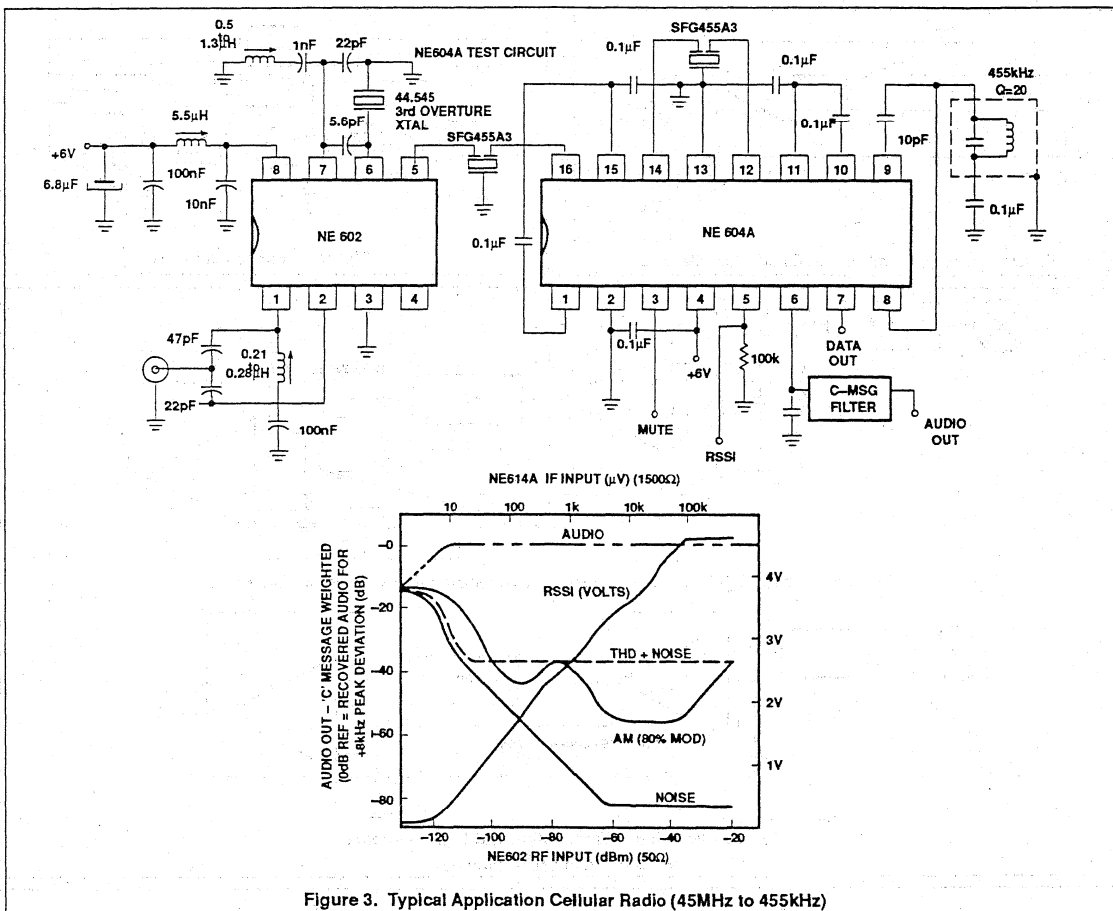 0.5
to
1.3µH
1nF
22pF
NE604A TEST CIRCUIT
44.545
3rd OVERTURE
XTAL
5.6pF
5.5µH
+6V
6.8µF
100nF
10nF
8
7
6
5
NE 602
1
2
3
4
47pF
0.21
to
0.28µH
22pF
100nF
SFG455A3
SFG455A3
0.1µF
0.1µF
0.1µF
10pF
455kHz
Q=20
0.1µF
16
15
14
13
12
11
10
9
NE 604A
0.1µF
1
2
3
4
5
6
7
8
0.1µF
+6V
100k
MUTE
RSSI
DATA
OUT
C–MSG
FILTER
AUDIO
OUT
NE614A IF INPUT (µV) (1500Ω)
10
100
1k
10k
100k
AUDIO OUT – 'C' MESSAGE WEIGHTED
(0dB REF = RECOVERED AUDIO FOR
+8kHz PEAK DEVIATION (dB)
–0
–20
–40
–60
–80
AUDIO
RSSI (VOLTS)
THD + NOISE
AM (80% MOD)
NOISE
4V
3V
2V
1V
–120
–100
–80
–60
–40
–20
NE602 RF INPUT (dBm) (50Ω)
Figure 3. Typical Application Cellular Radio (45MHz to 455kHz)